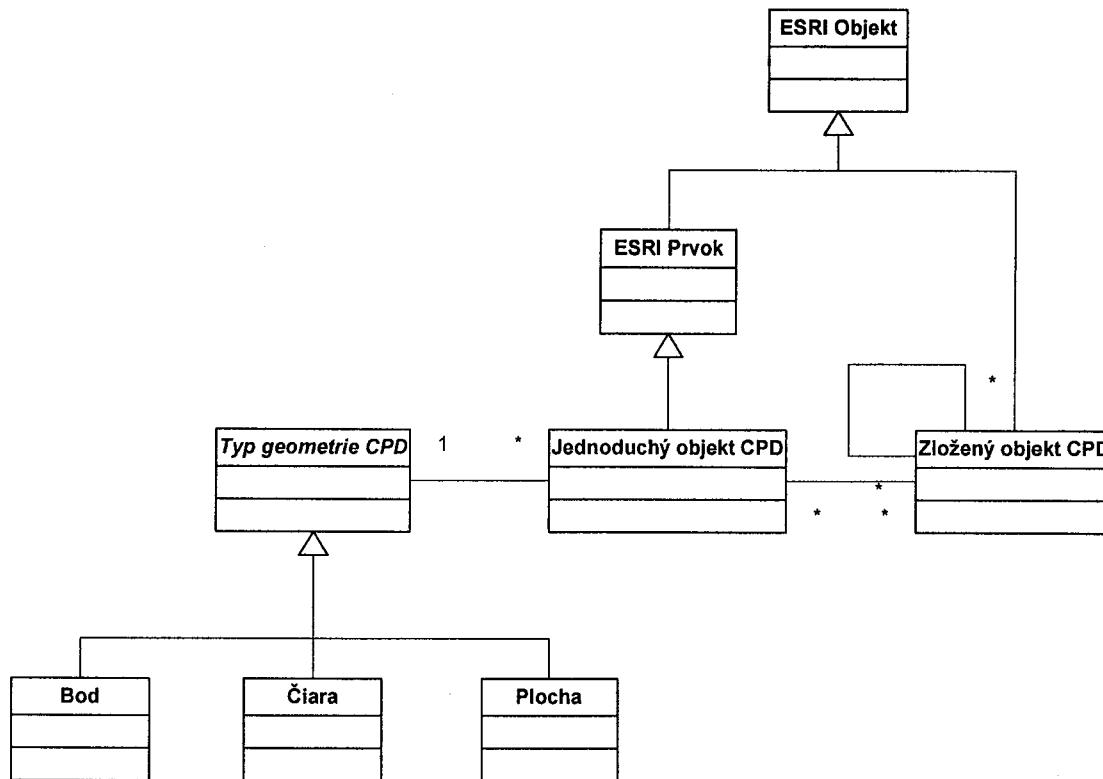 ESRI Objekt
ESRI Prvok
*
Typ geometrie CPD
1
*
Jednoduchý objekt CPD
Zložený objekt CPD
*
*
*
Bod
Čiara
Plocha